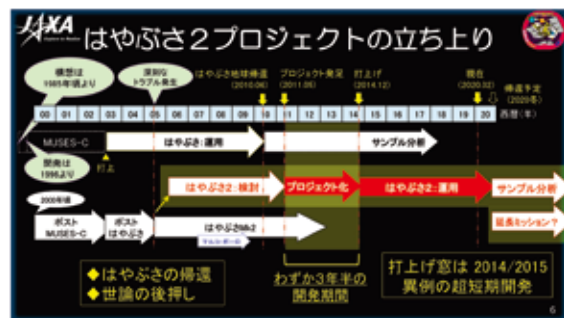 JAXA
はやぶさ2プロジェクトの立ち上り
構想は
1985年頃より
深刻な
トラブル発生
はやぶさ地球帰還
(2010.06)
プロジェクト発足
(2011.05)
打上げ
(2014.12)
現在
(2020.02)
帰還予定
(2020冬)
00 01 02 03 04 05 06 07 08 09 10 11 12 13 14 15 16 17 18 19 20 西暦(年)
MUSES-C
はやぶさ:運用
サンプル分析
開発は
1996より
打上
はやぶさ2:検討
プロジェクト化
はやぶさ2:運用
サンプル分析
2000年頃
ポスト
MUSES-C
ポスト
はやぶさ
はやぶさMk2
延長ミッション?
◆はやぶさの帰還
◆世論の後押し
わずか3年半の
開発期間
打上げ窓は 2014/2015
異例の超短期開発
6